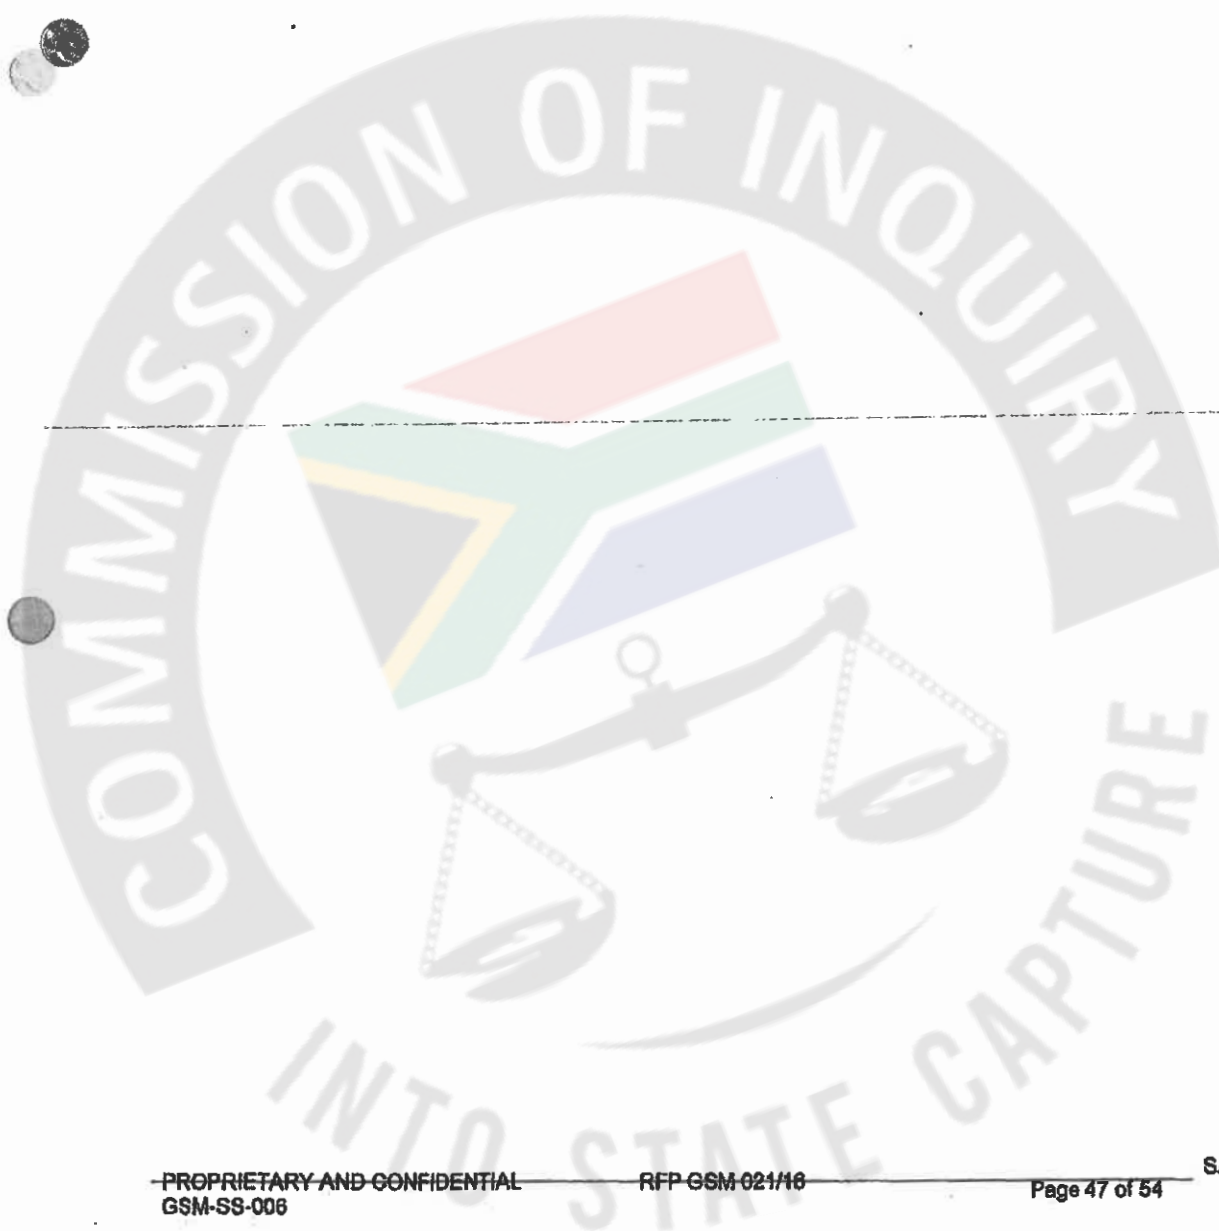 COMMISSION OF INQUIRY
INTO STATE CAPTURE
PROPRIETARY AND CONFIDENTIAL RFP GSM 021/16 Page 47 of 54
GSM-SS-006